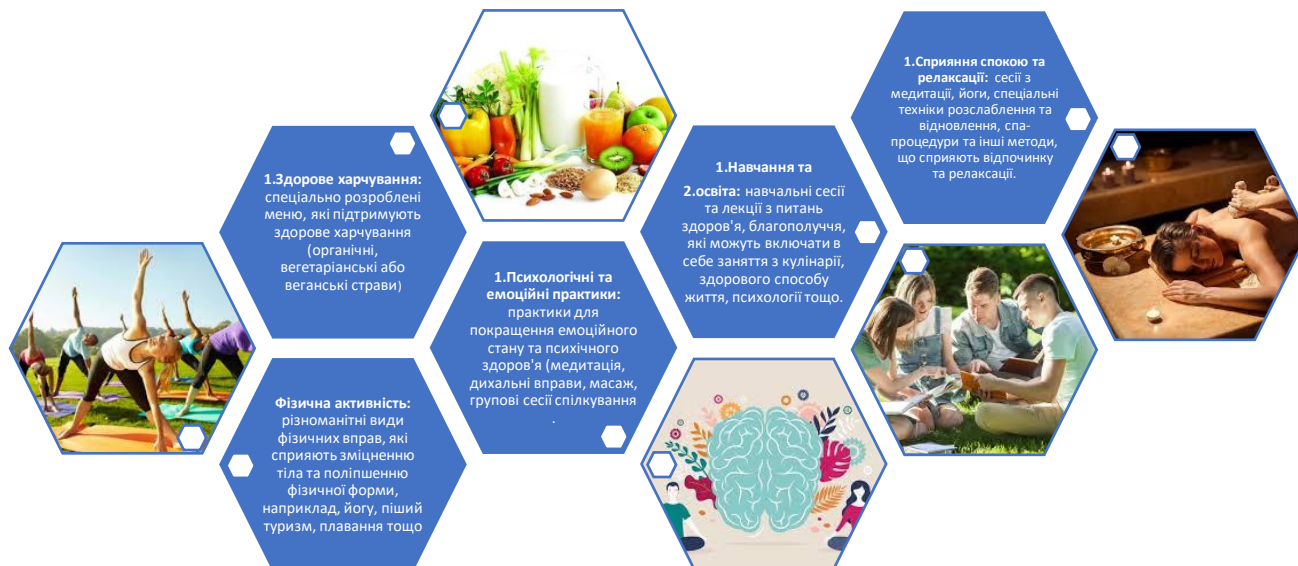 1.Здорове харчування:
спеціально розроблені
меню, які підтримують
здорове харчування
(органічні,
вегетаріанські або
веганські страви)
Фізична активність:
різноманітні види
фізичних вправ, які
сприяють зміцненню
тіла та поліпшенню
фізичної форми,
наприклад, йогу, піший
туризм, плавання тощо
1.Психологічні та
емоційні практики:
практики для
покращення емоційного
стану та психічного
здоров'я (медитація,
дихальні вправи, масаж,
групові сесії спілкування
.
1.Навчання та
2.освіта: навчальні сесії
та лекції з питань
здоров'я, благополуччя,
які можуть включати в
себе заняття з кулінарії,
здорового способу
життя, психології тощо.
1.Сприяння спокою та
релаксації: сесії з
медитації, йоги, спеціальні
техніки розслаблення та
відновлення, спа-
процедури та інші методи,
що сприяють відпочинку
та релаксації.